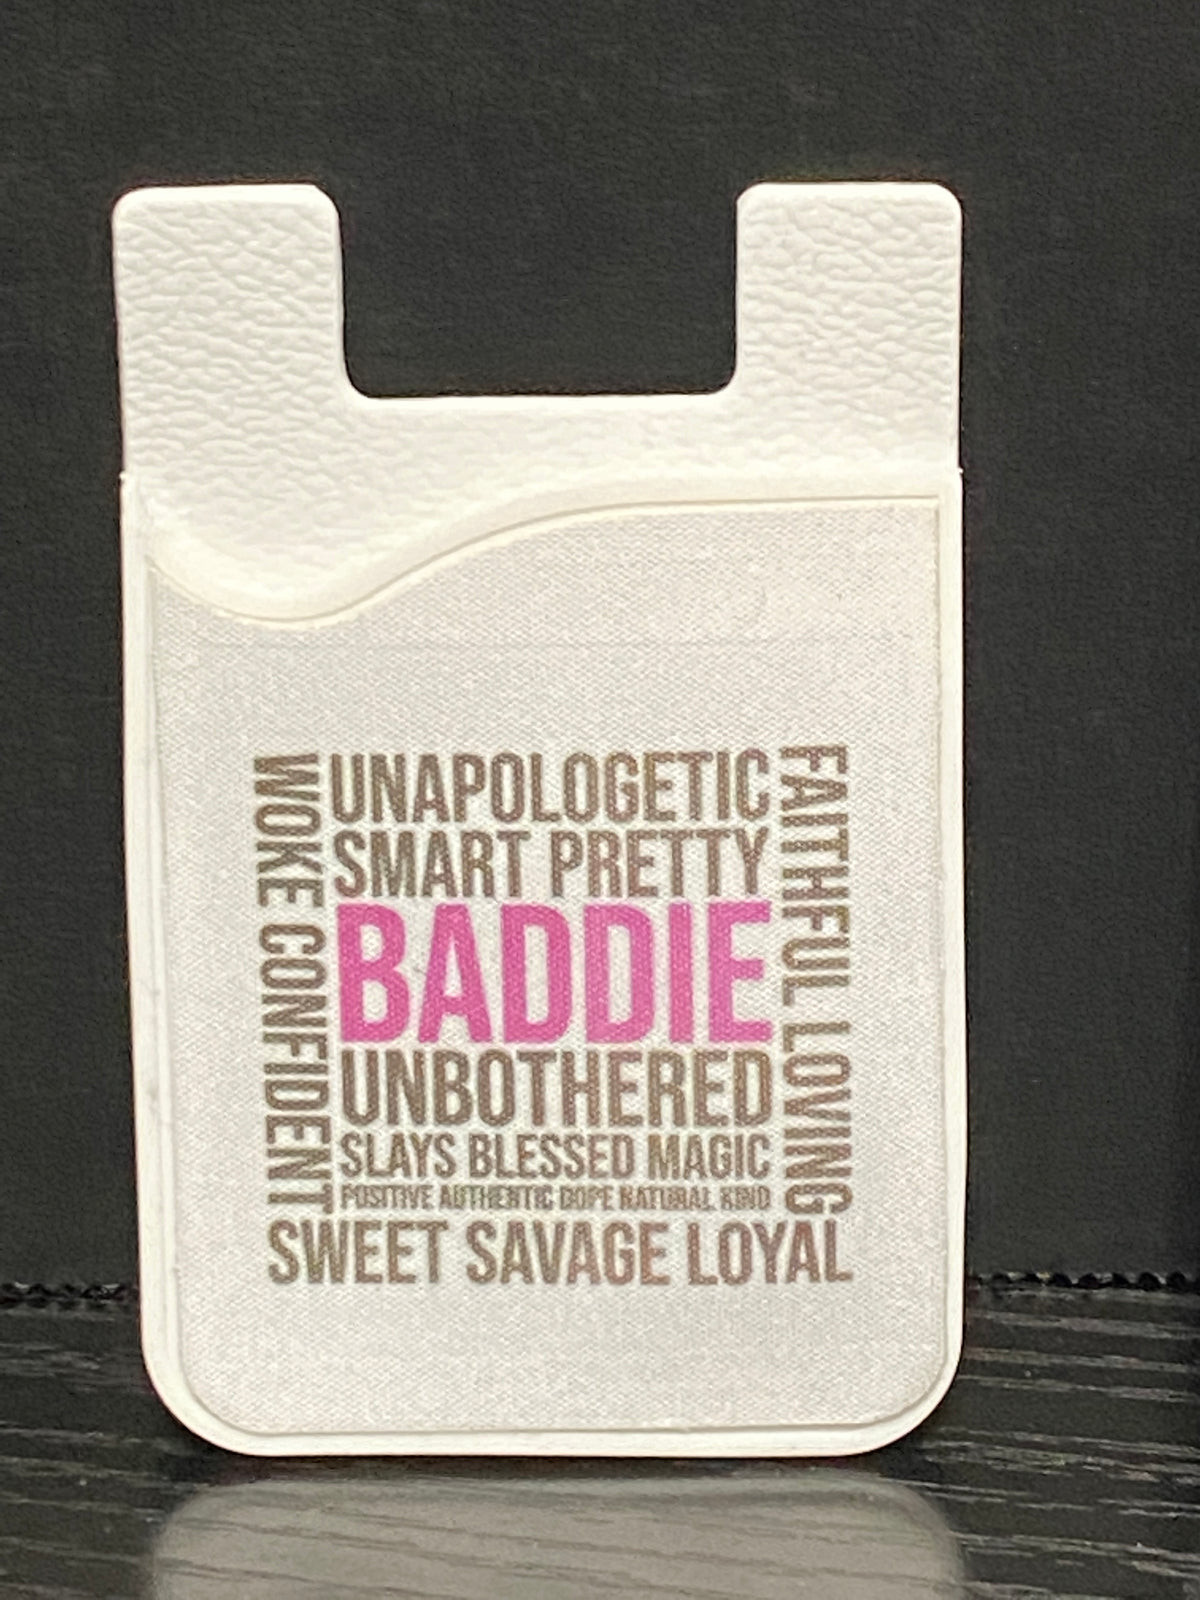 WOKE CONFIDENT
UNAPOLOGETIC
SMART PRETTY
BADDIE
UNBOTHERED
SLAYS BLESSED MAGIC
POSITIVE AUTHENTIC DOPE NATURAL KIND
FAITHFUL LOVING
SWEET SAVAGE LOYAL